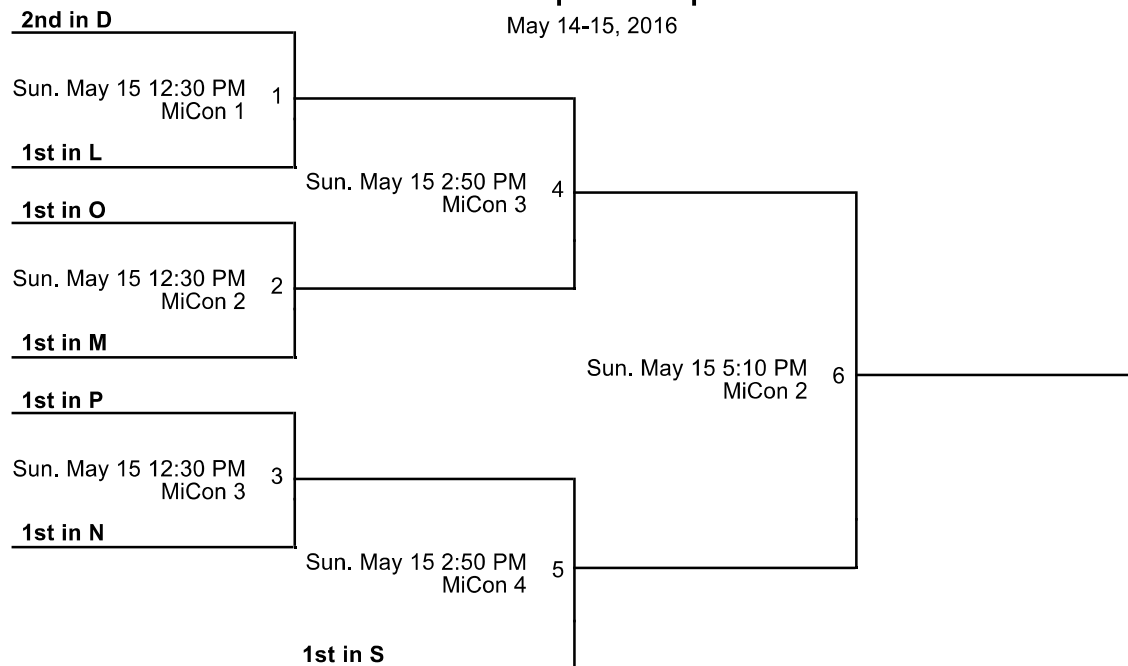 May 14-15, 2016
2nd in D
Sun. May 15 12:30 PM
MiCon 1
1
1st in L
Sun. May 15 2:50 PM
MiCon 3
4
1st in O
Sun. May 15 12:30 PM
MiCon 2
2
1st in M
Sun. May 15 5:10 PM
MiCon 2
6
1st in P
Sun. May 15 12:30 PM
MiCon 3
3
1st in N
Sun. May 15 2:50 PM
MiCon 4
5
1st in S